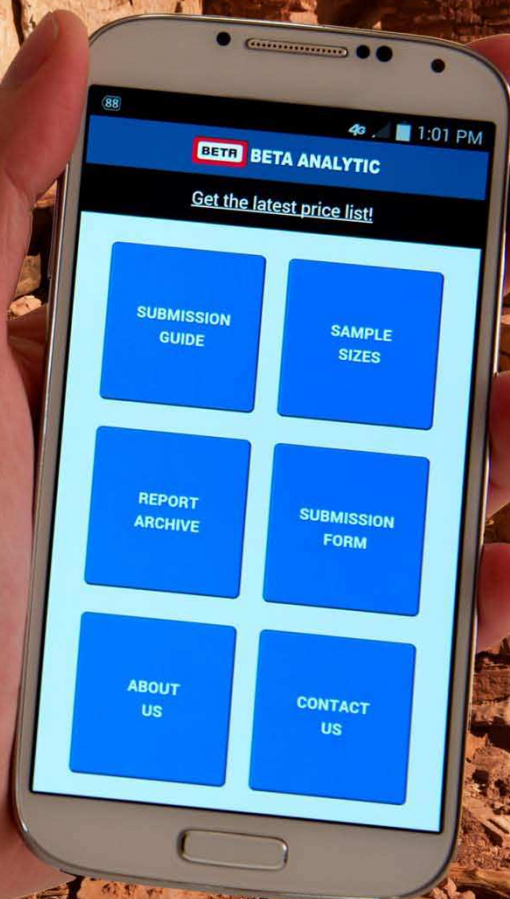 88
4G 1:01 PM
BETA BETA ANALYTIC
Get the latest price list!
SUBMISSION
GUIDE
SAMPLE
SIZES
REPORT
ARCHIVE
SUBMISSION
FORM
ABOUT
US
CONTACT
US